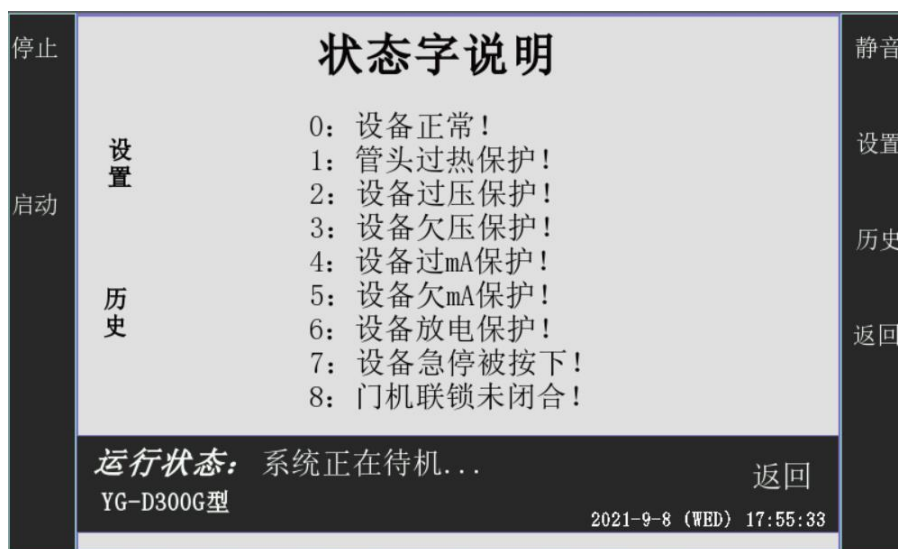 停止
启动
状态字说明
设置
历史
0: 设备正常!
1: 管头过热保护!
2: 设备过压保护!
3: 设备欠压保护!
4: 设备过mA保护!
5: 设备欠mA保护!
6: 设备放电保护!
7: 设备急停被按下!
8: 门机联锁未闭合!
静音
设置
历史
返回
运行状态: 系统正在待机...
返回
YG-D300G型
2021-9-8 (WED) 17:55:33